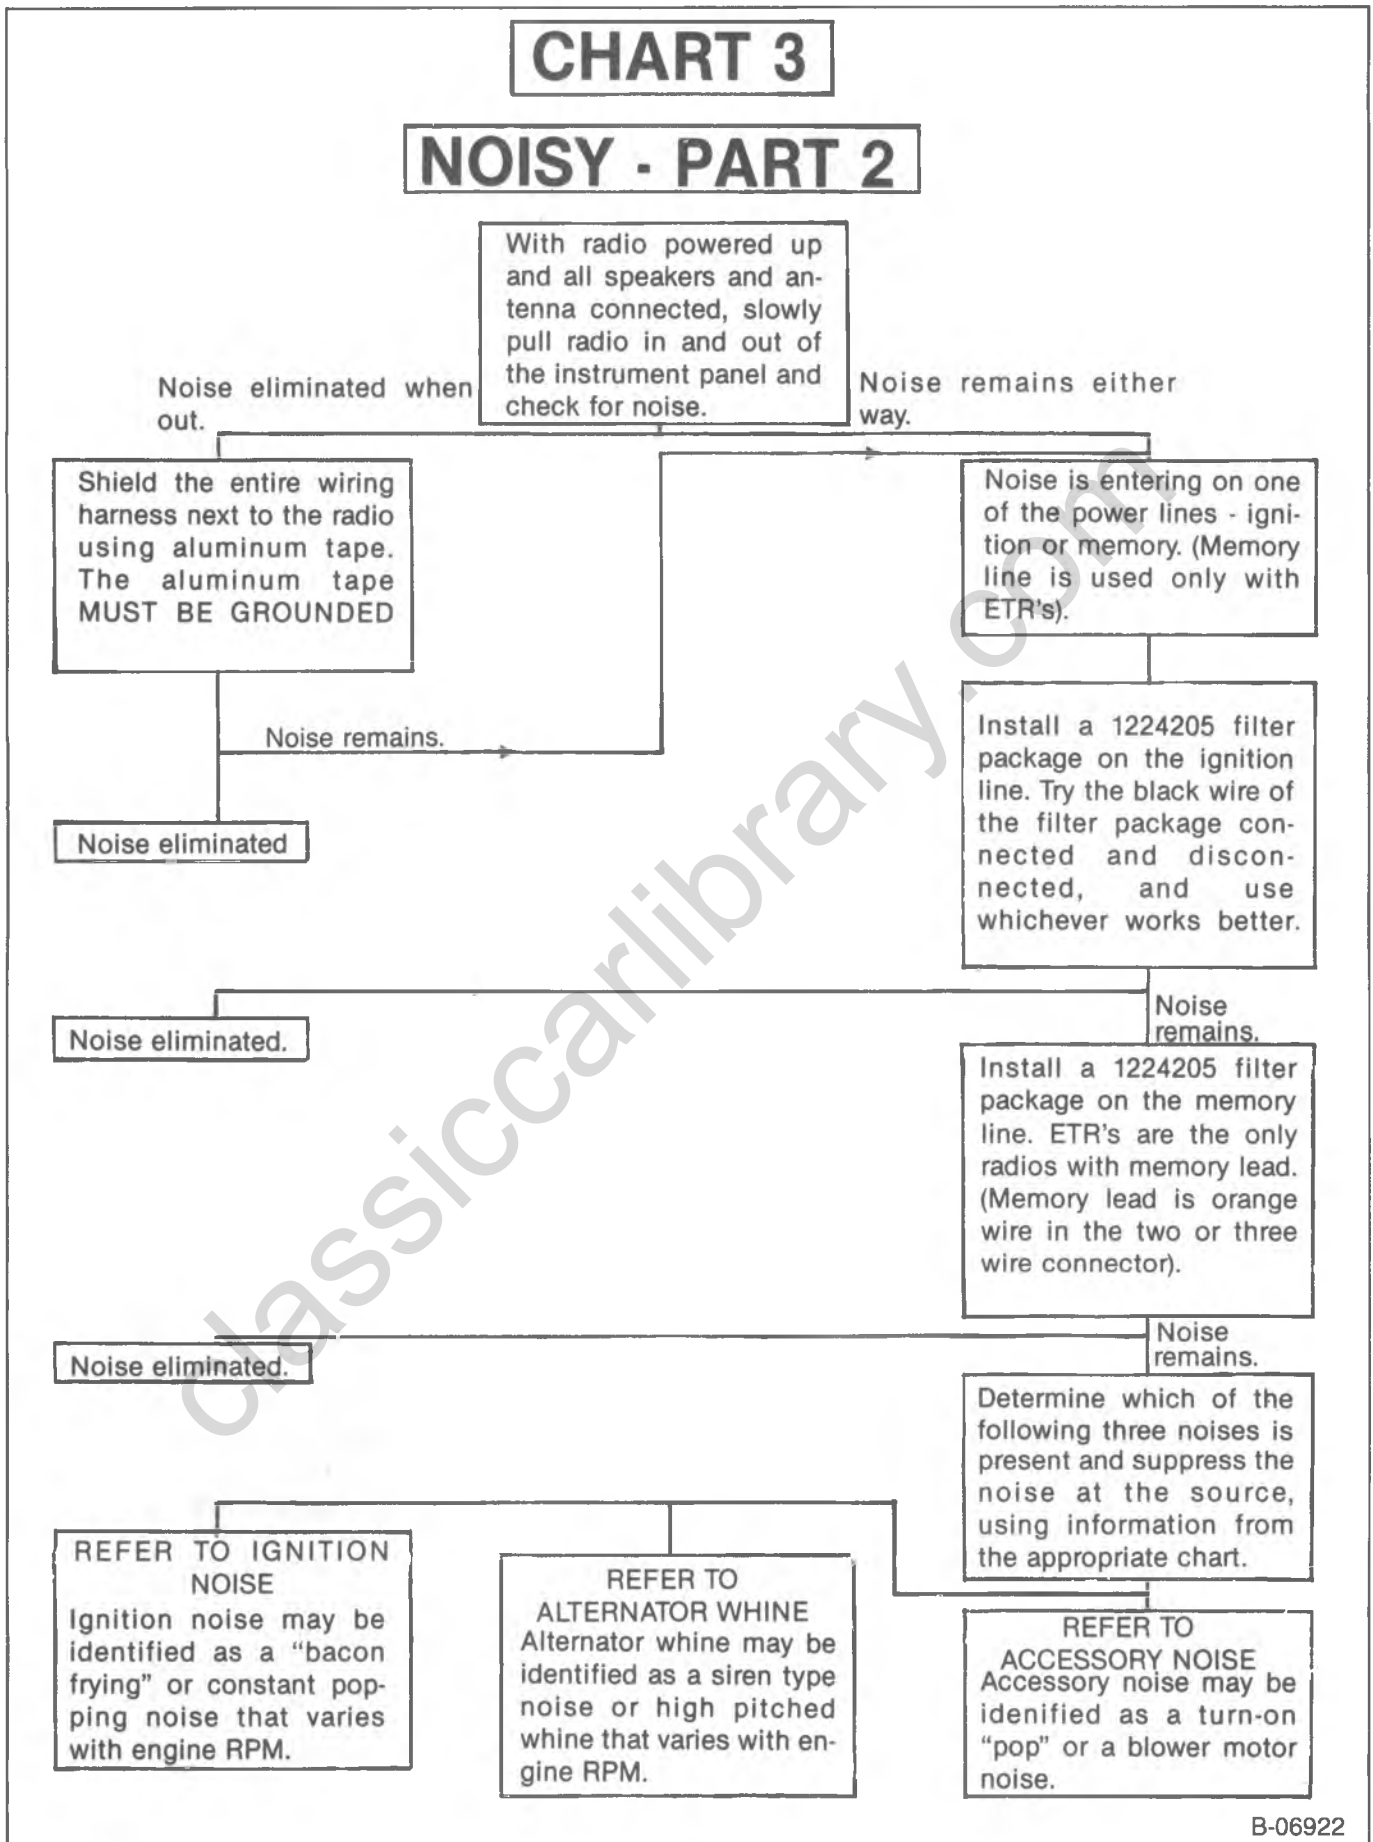 CHART 3
NOISY - PART 2
With radio powered up
and all speakers and an-
tenna connected, slowly
pull radio in and out of
the instrument panel and
check for noise.
Noise eliminated when
out.
Noise remains either
way.
Shield the entire wiring
harness next to the radio
using aluminum tape.
The aluminum tape
MUST BE GROUNDED
Noise is entering on one
of the power lines - igni-
tion or memory. (Memory
line is used only with
ETR's).
Noise remains.
Noise eliminated
Install a 1224205 filter
package on the ignition
line. Try the black wire of
the filter package con-
nected and discon-
nected, and use
whichever works better.
Noise eliminated.
Noise
remains.
Install a 1224205 filter
package on the memory
line. ETR's are the only
radios with memory lead.
(Memory lead is orange
wire in the two or three
wire connector).
Noise eliminated.
Noise
remains.
Determine which of the
following three noises is
present and suppress the
noise at the source,
using information from
the appropriate chart.
REFER TO IGNITION
NOISE
Ignition noise may be
identified as a “bacon
frying” or constant pop-
ping noise that varies
with engine RPM.
REFER TO
ALTERNATOR WHINE
Alternator whine may be
identified as a siren type
noise or high pitched
whine that varies with en-
gine RPM.
REFER TO
ACCESSORY NOISE
Accessory noise may be
idenified as a turn-on
“pop” or a blower motor
noise.
B-06922
classiccarlibrary.com